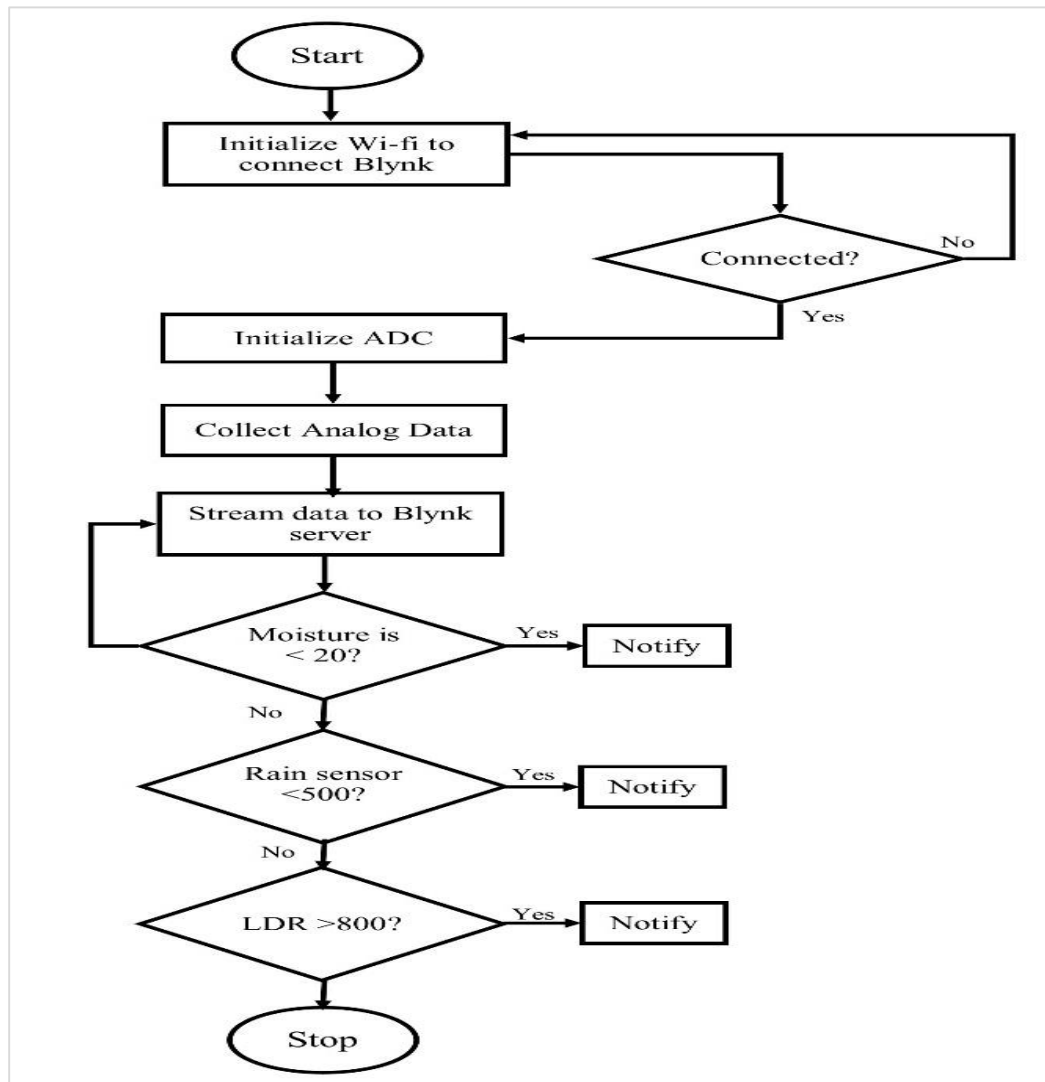 Start
Initialize Wi-fi to
connect Blynk
Connected?
No
Yes
Initialize ADC
Collect Analog Data
Stream data to Blynk
server
Moisture is
< 20?
Yes
Notify
No
Rain sensor
<500?
Yes
Notify
No
LDR >800?
Yes
Notify
Stop